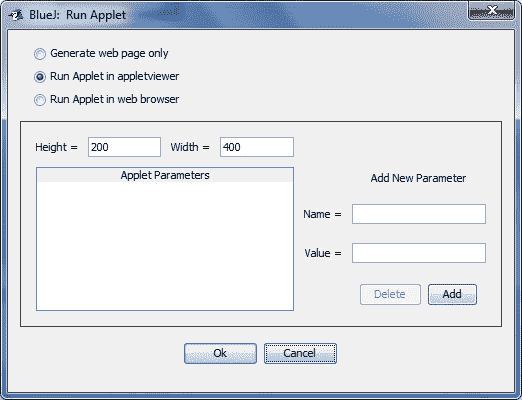 BlueJ: Run Applet
Generate web page only
Run Applet in appletviewer
Run Applet in web browser
Height = 200 Width = 400
Applet Parameters
Add New Parameter
Name =
Value =
Delete Add
Ok Cancel